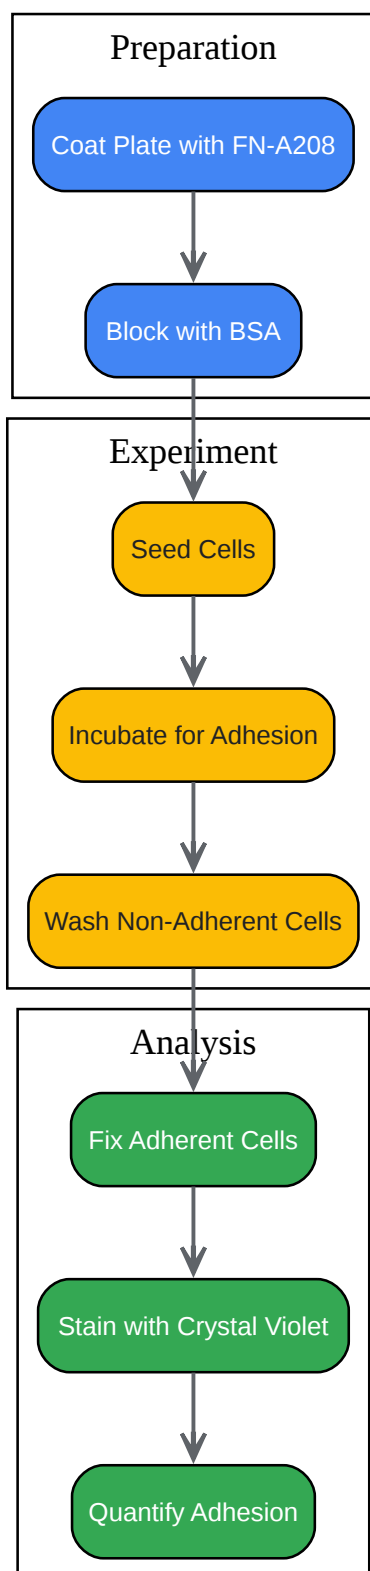 Preparation
Coat Plate with FN-A208
Block with BSA
Experiment
Seed Cells
Incubate for Adhesion
Wash Non-Adherent Cells
Analysis
Fix Adherent Cells
Stain with Crystal Violet
Quantify Adhesion